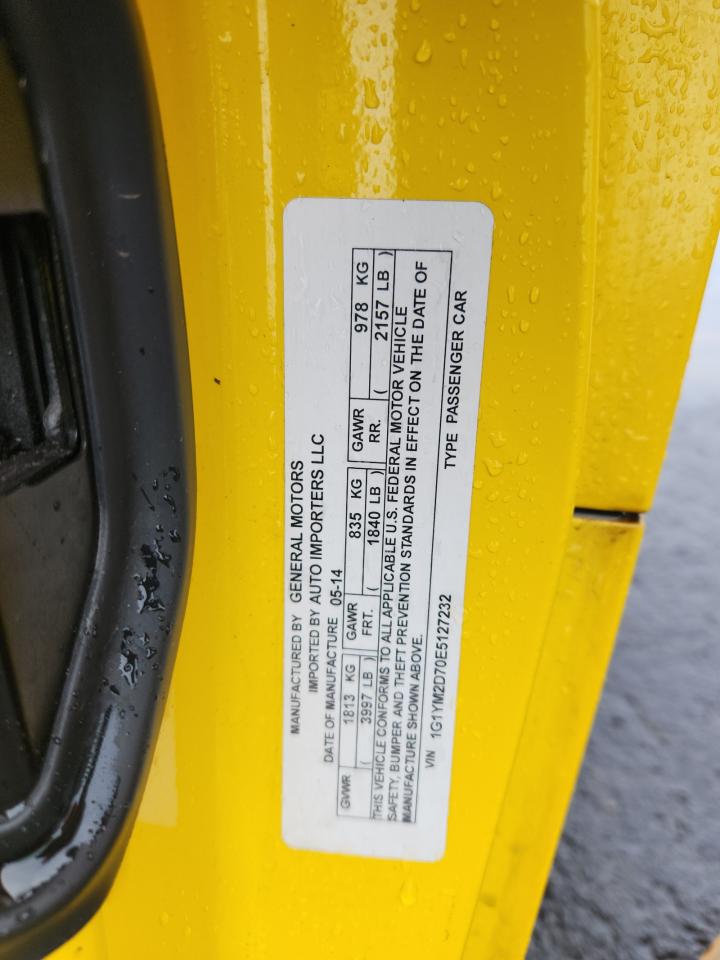 MANUFACTURED BY GENERAL MOTORS
IMPORTED BY AUTO IMPORTERS LLC
DATE OF MANUFACTURE 05-14
GVWR 1813 KG GAWR 835 KG GAWR 978 KG
( 3997 LB ) FRT. ( 1840 LB ) RR. ( 2157 LB )
THIS VEHICLE CONFORMS TO ALL APPLICABLE U.S. FEDERAL MOTOR VEHICLE
SAFETY, BUMPER AND THEFT PREVENTION STANDARDS IN EFFECT ON THE DATE OF
MANUFACTURE SHOWN ABOVE.
VIN 1G1YM2D70E5127232 TYPE PASSENGER CAR